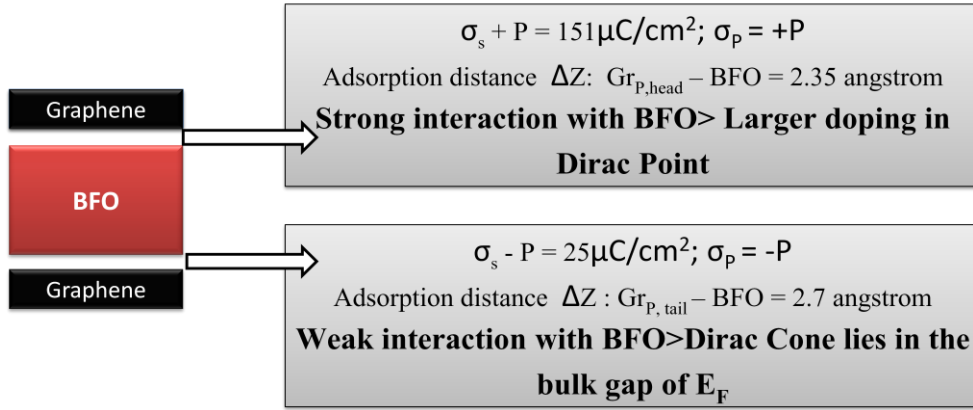 Graphene
BFO
Graphene
σs + P = 151μC/cm²; σP = +P
Adsorption distance ΔZ: GrP,head – BFO = 2.35 angstrom
Strong interaction with BFO> Larger doping in
Dirac Point
σs - P = 25μC/cm²; σP = -P
Adsorption distance ΔZ : GrP, tail – BFO = 2.7 angstrom
Weak interaction with BFO>Dirac Cone lies in the
bulk gap of EF